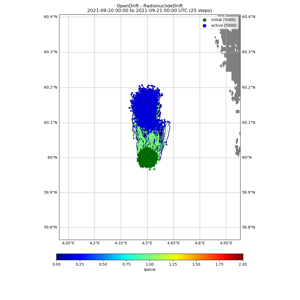 OpenDrift - RadionuclideDrift
2021-09-20 00:00 to 2021-09-21 00:00 UTC (25 steps)
initial (5000)
active (5000)
60.4°N 60.4°N
60.3°N 60.3°N
60.2°N 60.2°N
60.1°N 60.1°N
60°N 60°N
59.9°N 59.9°N
59.8°N 59.8°N
4.05°E 4.2°E 4.35°E 4.5°E 4.65°E 4.8°E 4.95°E
0.00 0.25 0.50 0.75 1.00 1.25 1.50 1.75 2.00
specie